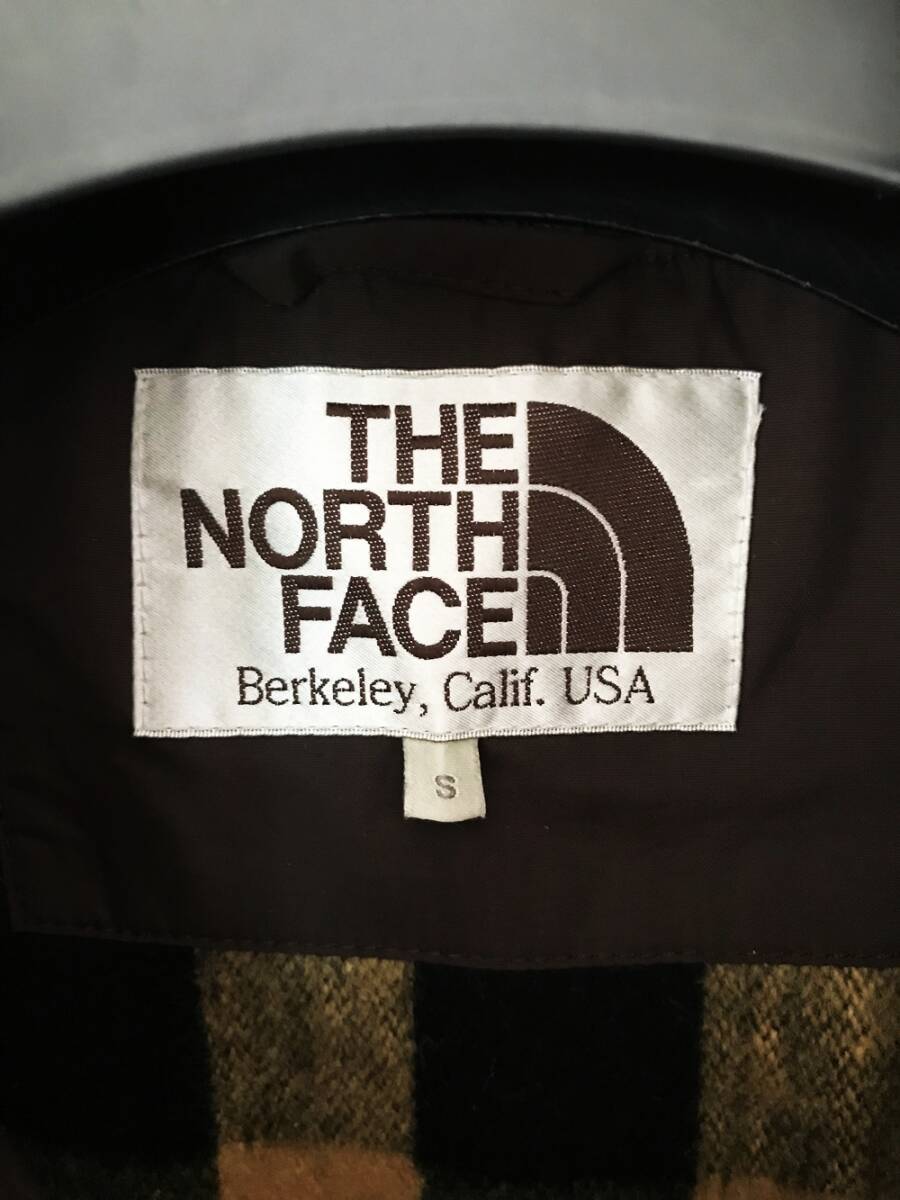 THE
NORTH
FACE
Berkeley, Calif. USA
S